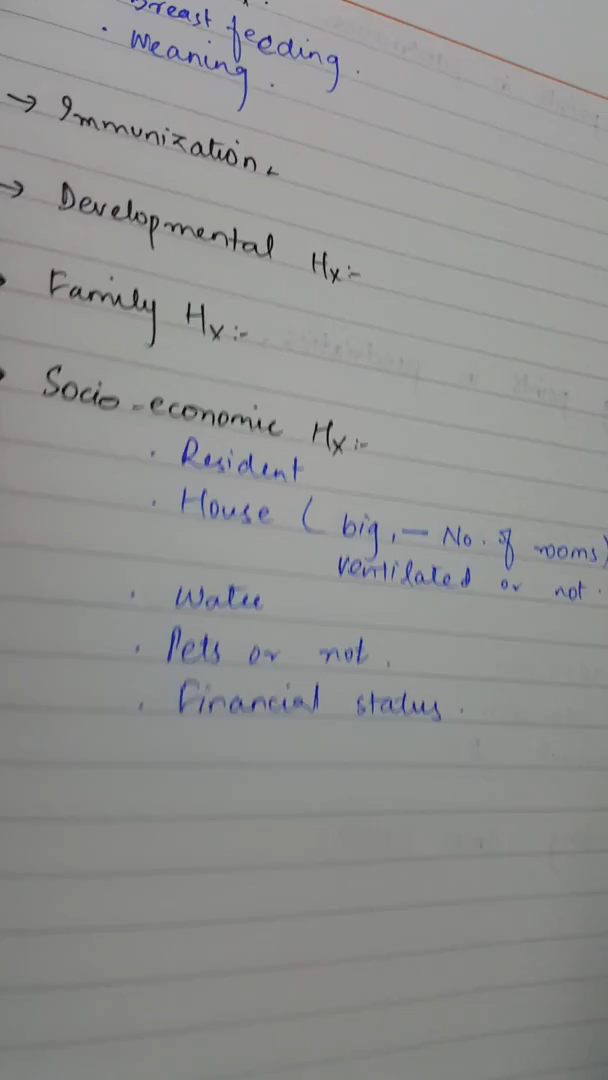 Breast feeding.
· Weaning.
→ Immunization.
→ Developmental Hx:-
Family Hx:-
Socio-economic Hx:-
· Resident
· House ( big, — No. of rooms)
ventilated or not.
· Water
· Pets or not.
· Financial status.